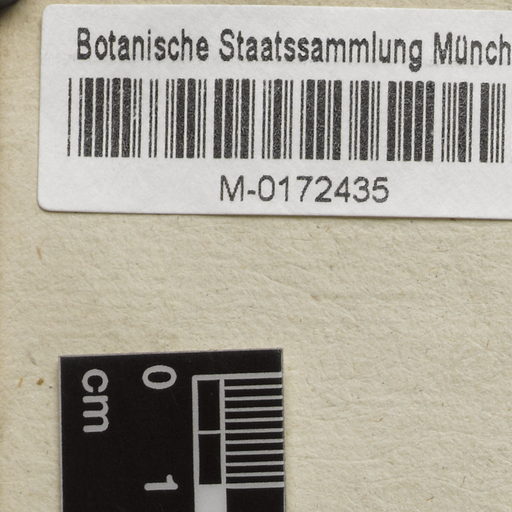 Botanische Staatssammlung Münch
M-0172435
cm
0
1